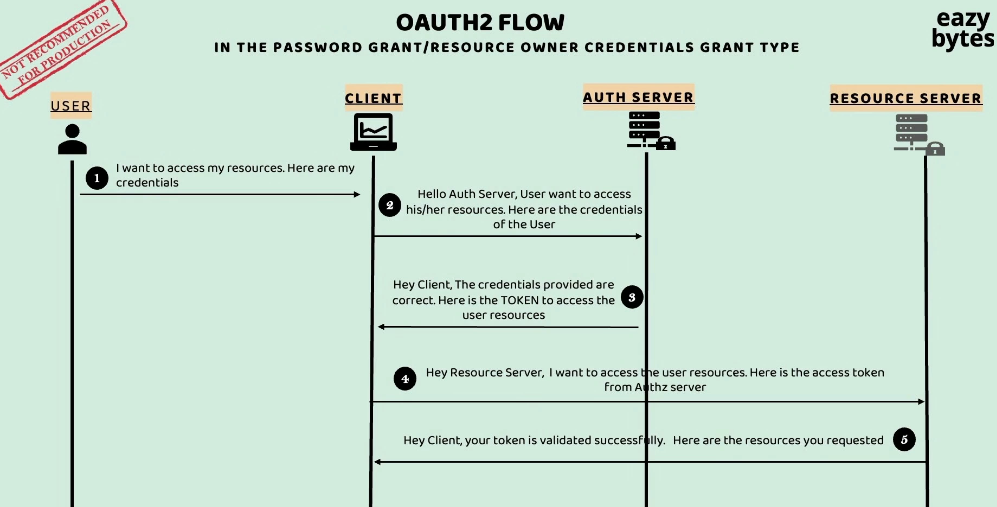 NOT RECOMMENDED
FOR PRODUCTION
OAUTH2 FLOW
IN THE PASSWORD GRANT/RESOURCE OWNER CREDENTIALS GRANT TYPE
eazy
bytes
USER
CLIENT
AUTH SERVER
RESOURCE SERVER
1
I want to access my resources. Here are my
credentials
2
Hello Auth Server, User want to access
his/her resources. Here are the credentials
of the User
Hey Client, The credentials provided are
correct. Here is the TOKEN to access the
user resources
3
4
Hey Resource Server, I want to access the user resources. Here is the access token
from Authz server
Hey Client, your token is validated successfully. Here are the resources you requested
5